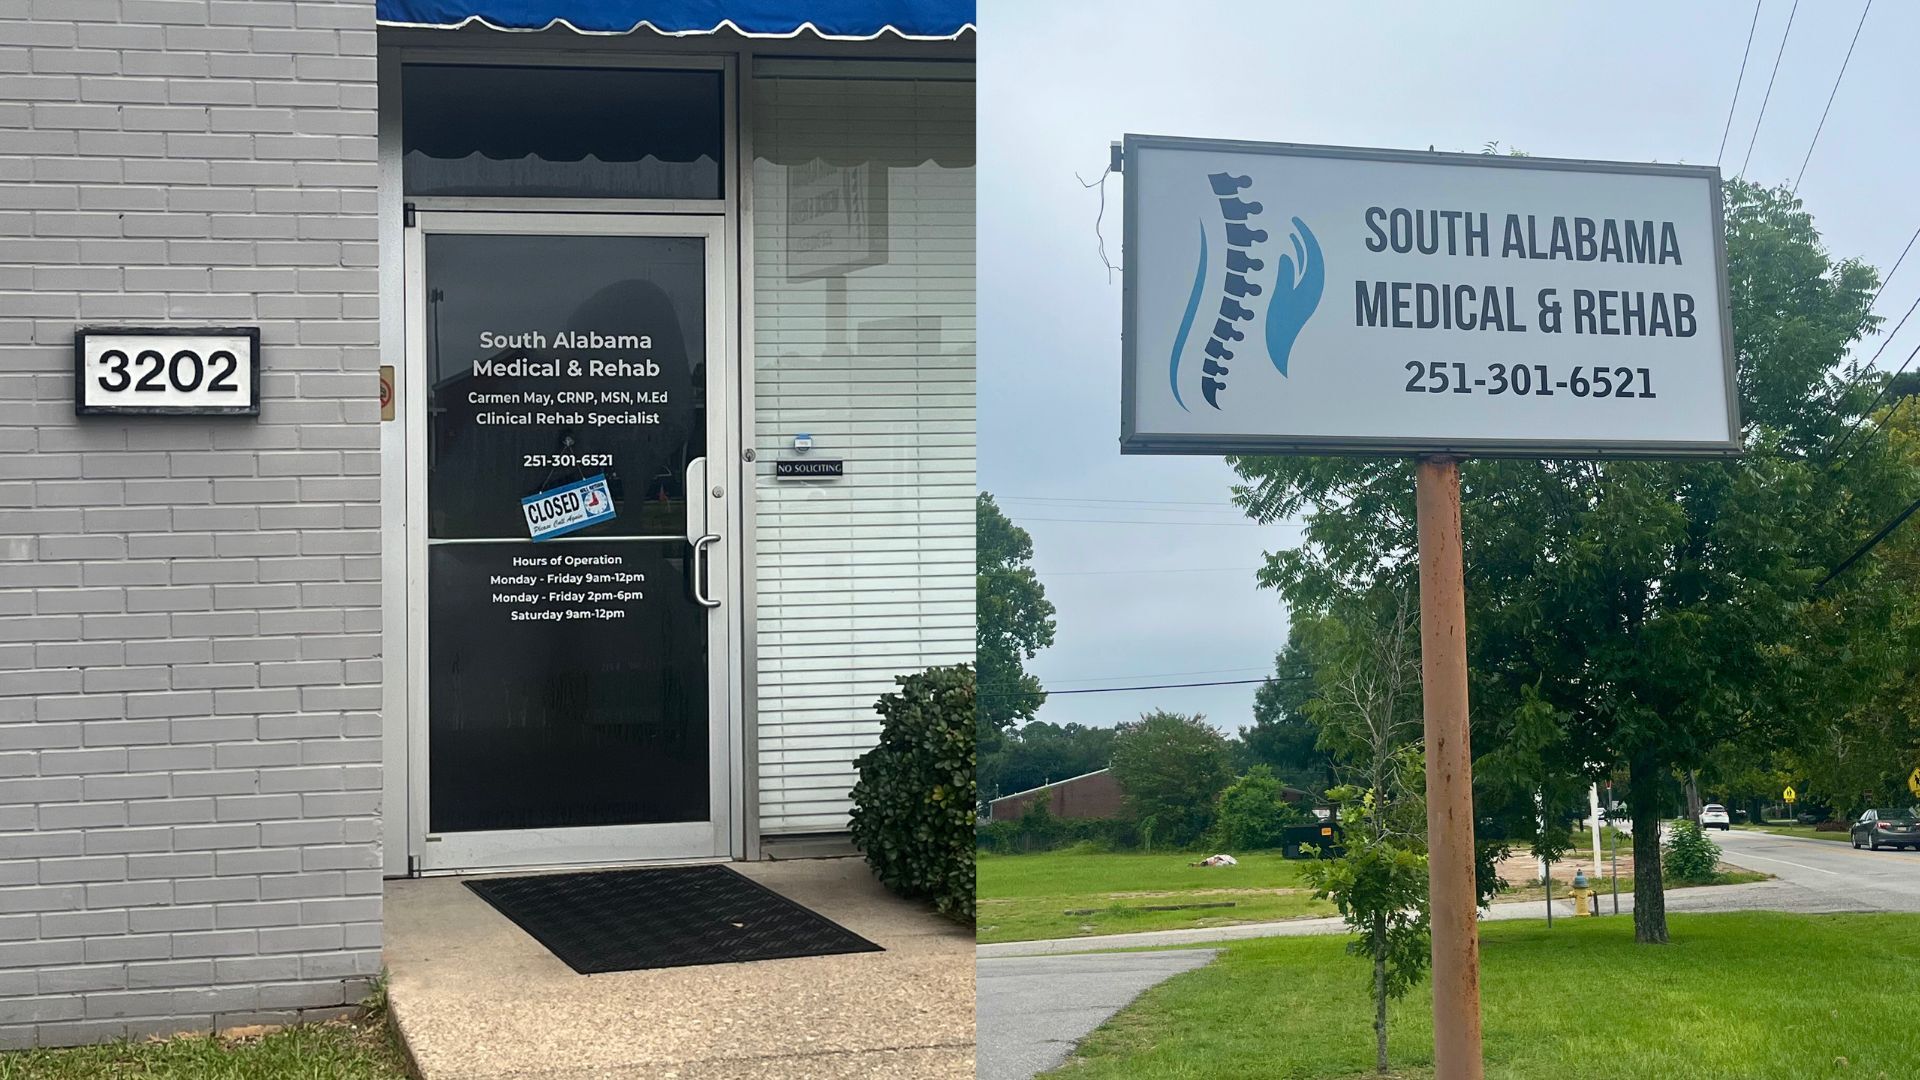 3202
South Alabama
Medical & Rehab
Carmen May, CRNP, MSN, M.Ed
Clinical Rehab Specialist
251-301-6521
CLOSED
WILL RETURN
Please Call Again
Hours of Operation
Monday - Friday 9am-12pm
Monday - Friday 2pm-6pm
Saturday 9am-12pm
NO SOLICITING
SOUTH ALABAMA
MEDICAL & REHAB
251-301-6521